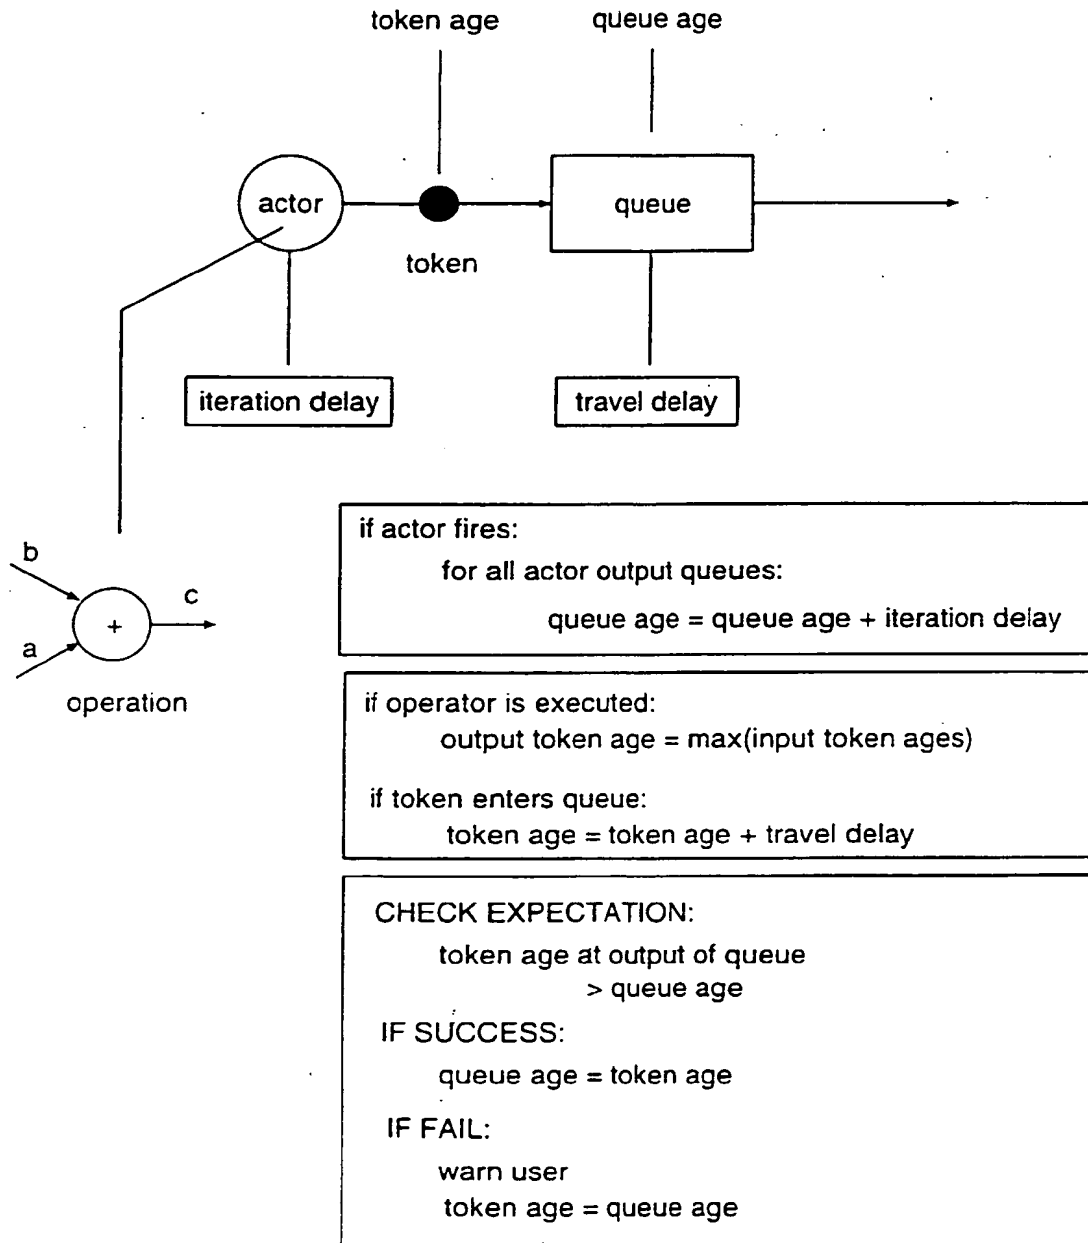 token age
queue age
actor
queue
token
iteration delay
travel delay
b
c
+
a
operation
if actor fires:
for all actor output queues:
queue age = queue age + iteration delay
if operator is executed:
output token age = max(input token ages)
if token enters queue:
token age = token age + travel delay
CHECK EXPECTATION:
token age at output of queue
> queue age
IF SUCCESS:
queue age = token age
IF FAIL:
warn user
token age = queue age